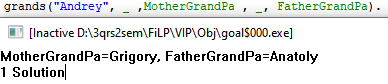 grands("Andrey", _ ,MotherGrandPa , _, FatherGrandPa).
[Inactive D:\3qrs2sem\FiLP\VIP\Obj\goal$000.exe]
MotherGrandPa=Grigory, FatherGrandPa=Anatoly
1 Solution